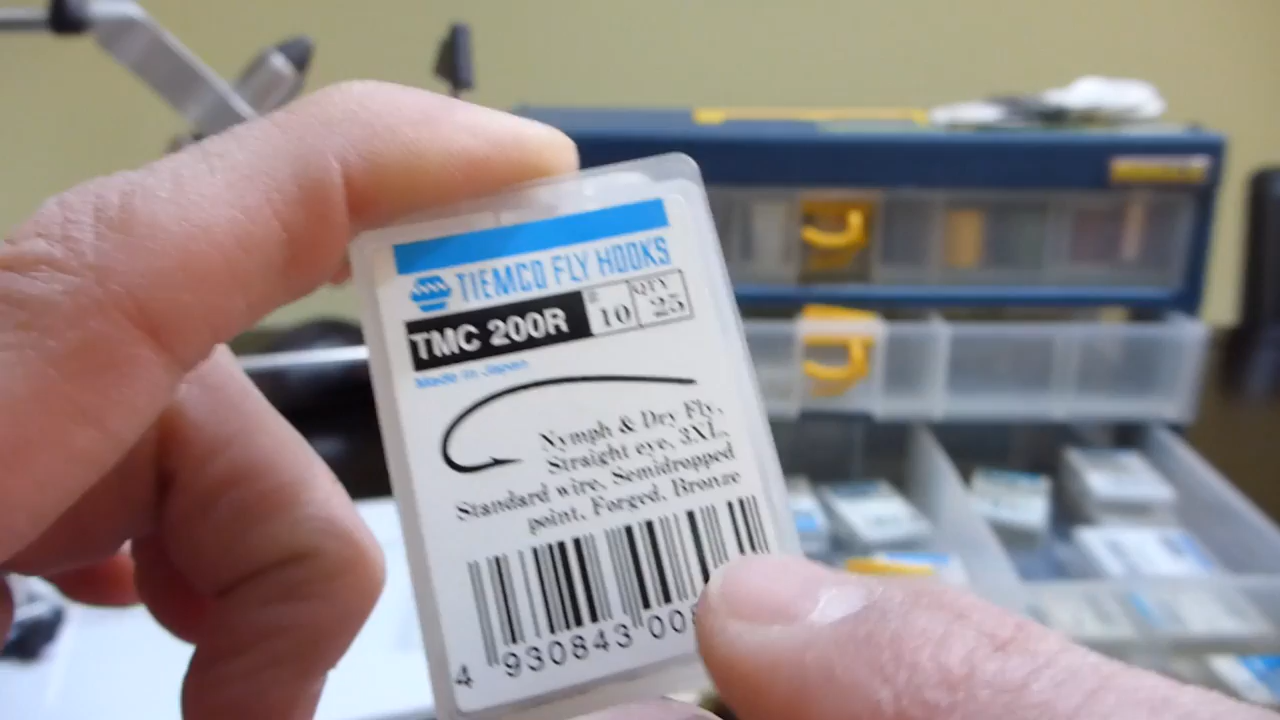 TIEMCO FLY HOOKS
TMC 200R 10 QTY 25
Made in Japan
Nymph & Dry Fly,
Straight eye, 3XL,
Standard wire, Semidropped
point, Forged, Bronze
4 930843 00